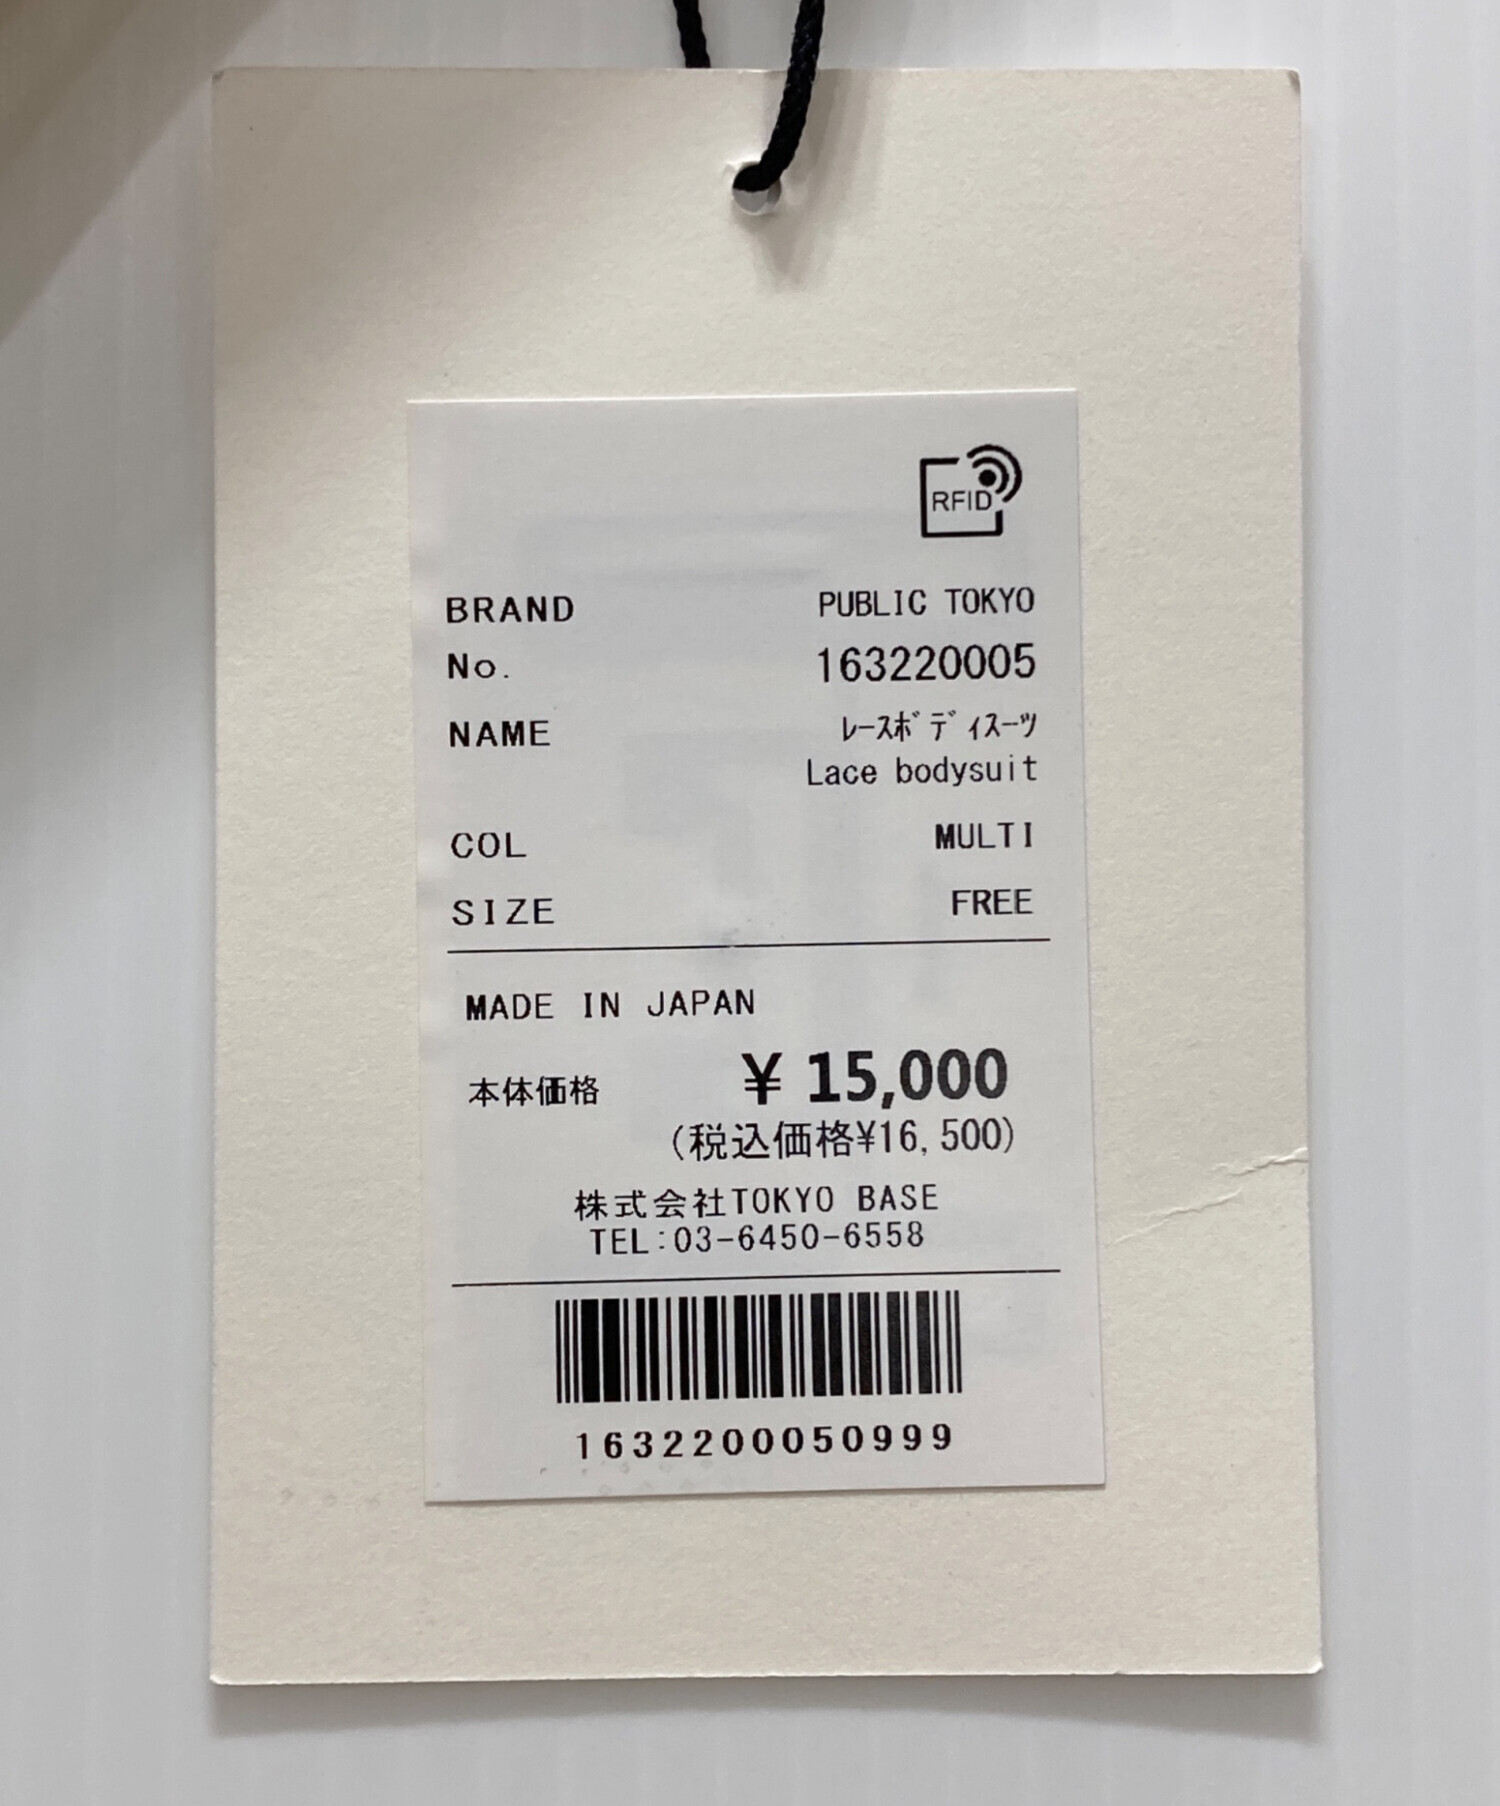 RFID
BRAND PUBLIC TOKYO
No. 163220005
NAME ﾚｰｽﾎﾞﾃﾞｨｽｰﾂ
Lace bodysuit
COL MULTI
SIZE FREE
MADE IN JAPAN
本体価格 ¥ 15,000
(税込価格¥16,500)
株式会社TOKYO BASE
TEL:03-6450-6558
1632200050999